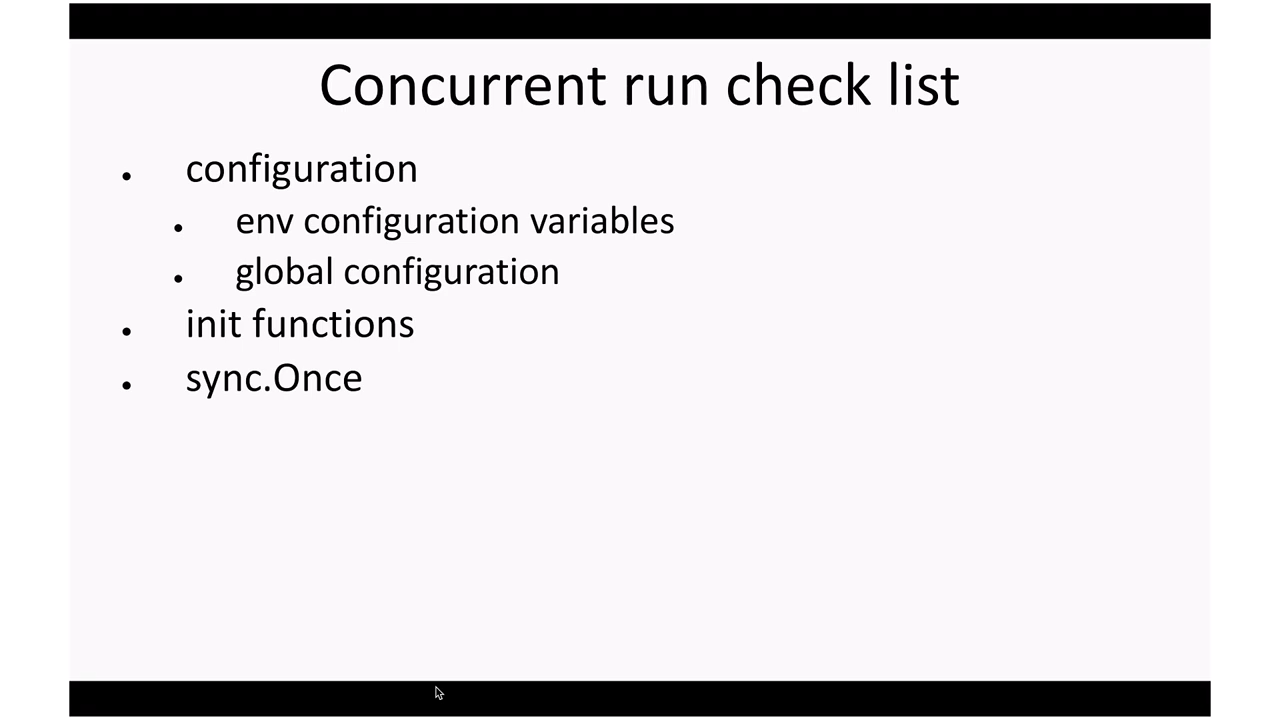 Concurrent run check list
• configuration
• env configuration variables
• global configuration
• init functions
• sync.Once